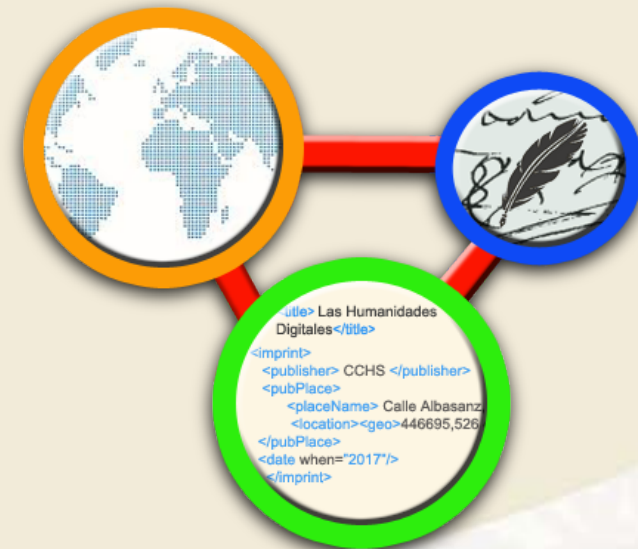 <title> Las Humanidades
Digitales</title>
<imprint>
<publisher> CCHS </publisher>
<pubPlace>
<placeName> Calle Albasanz,
<location><geo>446695,526
</pubPlace>
<date when="2017"/>
</imprint>